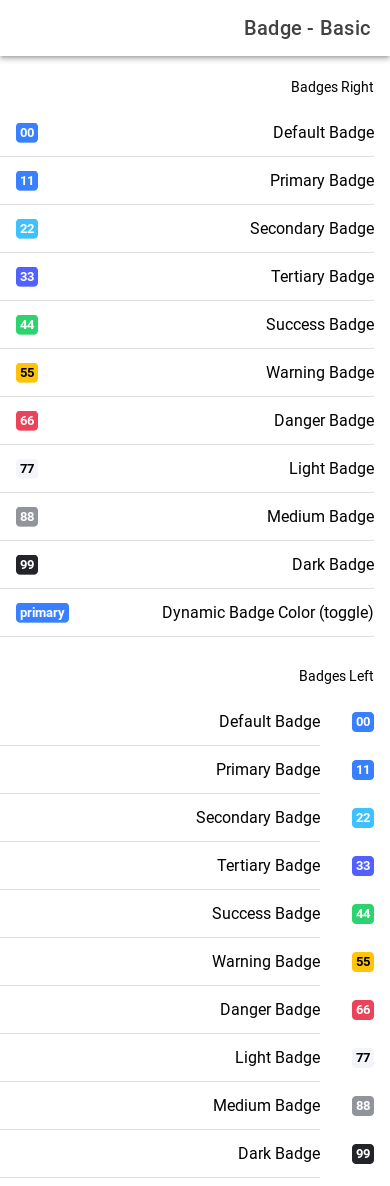 Badge - Basic
Badges Right
00 Default Badge
11 Primary Badge
22 Secondary Badge
33 Tertiary Badge
44 Success Badge
55 Warning Badge
66 Danger Badge
77 Light Badge
88 Medium Badge
99 Dark Badge
primary Dynamic Badge Color (toggle)
Badges Left
Default Badge 00
Primary Badge 11
Secondary Badge 22
Tertiary Badge 33
Success Badge 44
Warning Badge 55
Danger Badge 66
Light Badge 77
Medium Badge 88
Dark Badge 99